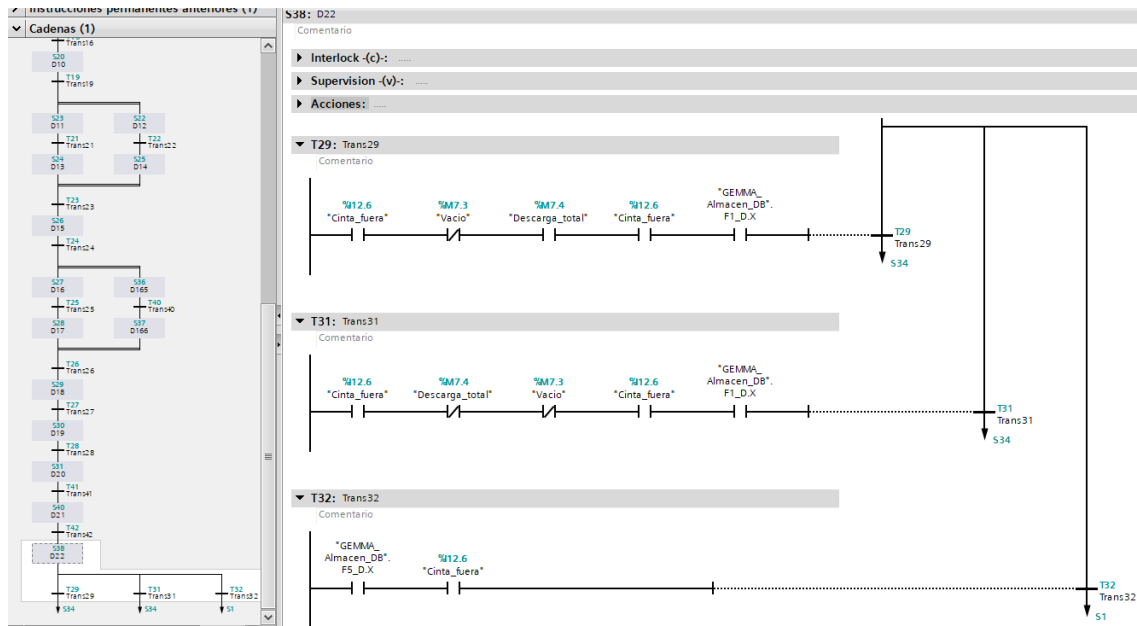 Instrucciones permanentes anteriores (1)
Cadenas (1)
Trans16
S20
D10
T19
Trans19
S23
D11
S22
D12
T21
Trans21
T22
Trans22
S24
D13
S25
D14
T23
Trans23
S26
D15
T24
Trans24
S27
D16
S36
D165
T25
Trans25
T40
Trans40
S28
D17
S37
D166
T26
Trans26
S29
D18
T27
Trans27
S30
D19
T28
Trans28
S31
D20
T41
Trans41
S40
D21
T42
Trans42
S38
D22
T29
Trans29
T31
Trans31
T32
Trans32
S34
S34
S1
S38: D22
Comentario
Interlock -(c)-: .....
Supervision -(v)-: .....
Acciones: .....
T29: Trans29
Comentario
%I12.6
"Cinta_fuera"
%M7.3
"Vacio"
%M7.4
"Descarga_total"
%I12.6
"Cinta_fuera"
"GEMMA_
Almacen_DB".
F1_D.X
T29
Trans29
S34
T31: Trans31
Comentario
%I12.6
"Cinta_fuera"
%M7.4
"Descarga_total"
%M7.3
"Vacio"
%I12.6
"Cinta_fuera"
"GEMMA_
Almacen_DB".
F1_D.X
T31
Trans31
S34
T32: Trans32
Comentario
"GEMMA_
Almacen_DB".
F5_D.X
%I12.6
"Cinta_fuera"
T32
Trans32
S1